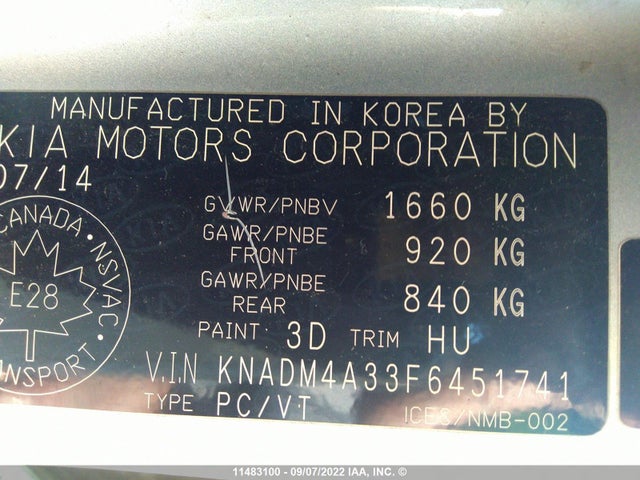 MANUFACTURED IN KOREA BY
KIA MOTORS CORPORATION
07/14
GVWR/PNBV 1660 KG
GAWR/PNBE FRONT 920 KG
GAWR/PNBE REAR 840 KG
PAINT 3D TRIM HU
V.I.N KNADM4A33F6451741
TYPE PC/VT
ICES/NMB-002
CANADA • NSVAC •
E28
11483100 - 09/07/2022 IAA, INC. ©